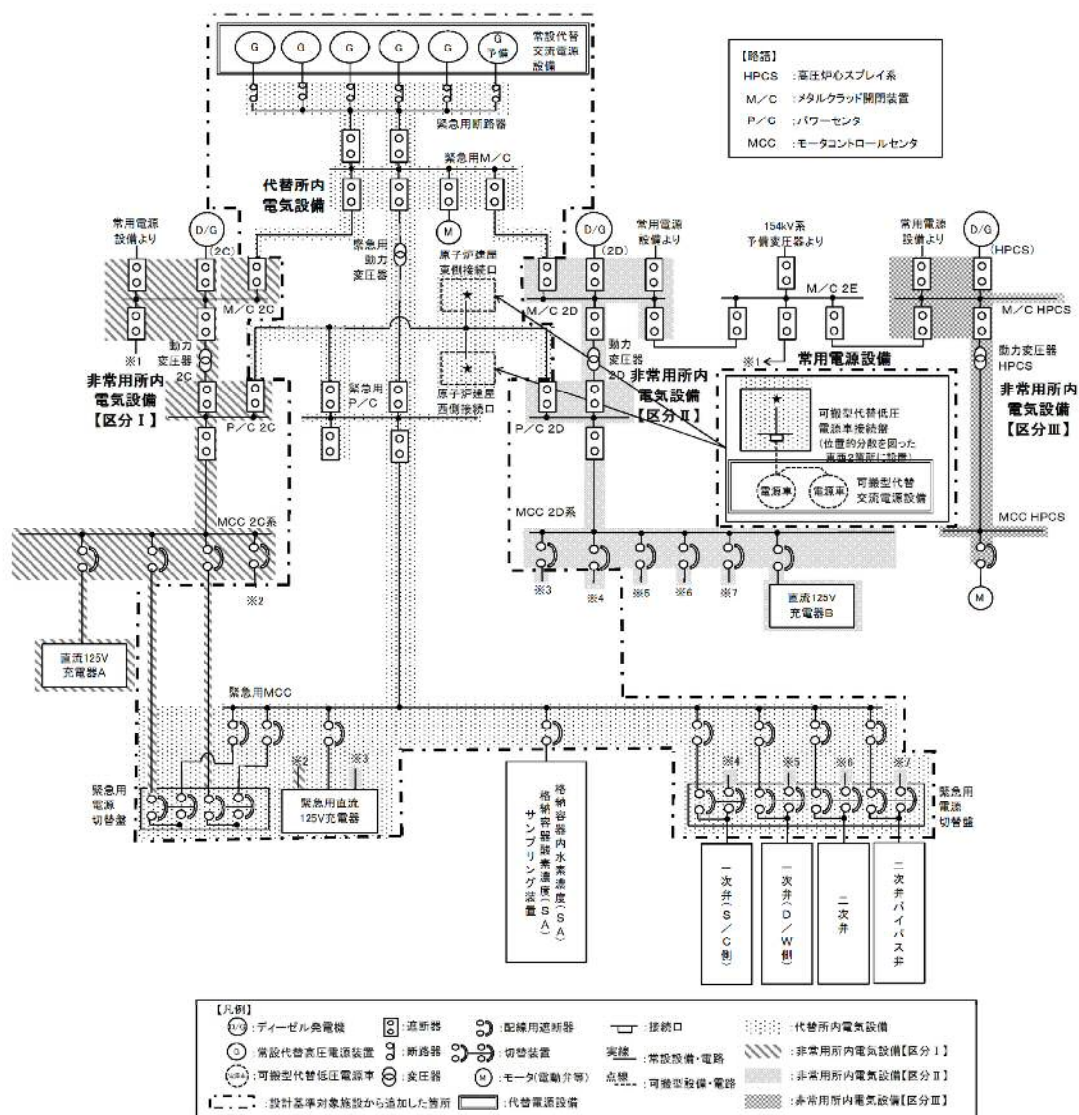 G
G
G
G
G
G
予備
常設代替
交流電源
設備
緊急用断路器
緊急用M/C
代替所内
電気設備
【略語】
HPCS :高圧炉心スプレイ系
M/C :メタルクラッド開閉装置
P/C :パワーセンタ
MCC :モータコントロールセンタ
常用電源
設備より
D/G
(2C)
M/C 2C
※1
動力
変圧器
2C
非常用所内
電気設備
【区分Ⅰ】
P/C 2C
緊急用
動力
変圧器
M
原子炉建屋
東側接続口
★
★
原子炉建屋
西側接続口
緊急用
P/C
D/G
(2D)
常用電源
設備より
M/C 2D
動力
変圧器
2D
非常用所内
電気設備
【区分Ⅱ】
P/C 2D
154kV系
予備変圧器より
M/C 2E
※1
常用電源設備
常用電源
設備より
D/G
(HPCS)
M/C HPCS
動力変圧器
HPCS
非常用所内
電気設備
【区分Ⅲ】
★
可搬型代替低圧
電源車接続盤
(位置的分散を図った
東西2箇所に設置)
電源車
電源車
可搬型代替
交流電源設備
MCC 2C系
※2
直流125V
充電器A
MCC 2D系
※3
※4
※5
※6
※7
直流125V
充電器B
MCC HPCS
M
緊急用MCC
緊急用
電源
切替盤
※2
※3
緊急用直流
125V充電器
格納容器内水素濃度(SA)
格納容器酸素濃度(SA)
サンプリング装置
※4
※5
※6
※7
緊急用
電源
切替盤
一次弁(S/C側)
一次弁(D/W側)
二次弁
二次弁バイパス弁
【凡例】
D/G :ディーゼル発電機
:遮断器
:配線用遮断器
:接続口
:代替所内電気設備
G :常設代替高圧電源装置
:断路器
:切替装置
実線 :常設設備・電路
:非常用所内電気設備【区分Ⅰ】
電源車 :可搬型代替低圧電源車
:変圧器
M :モータ(電動弁等)
点線 :可搬型設備・電路
:非常用所内電気設備【区分Ⅱ】
:設計基準対象施設から追加した箇所
:代替電源設備
:非常用所内電気設備【区分Ⅲ】